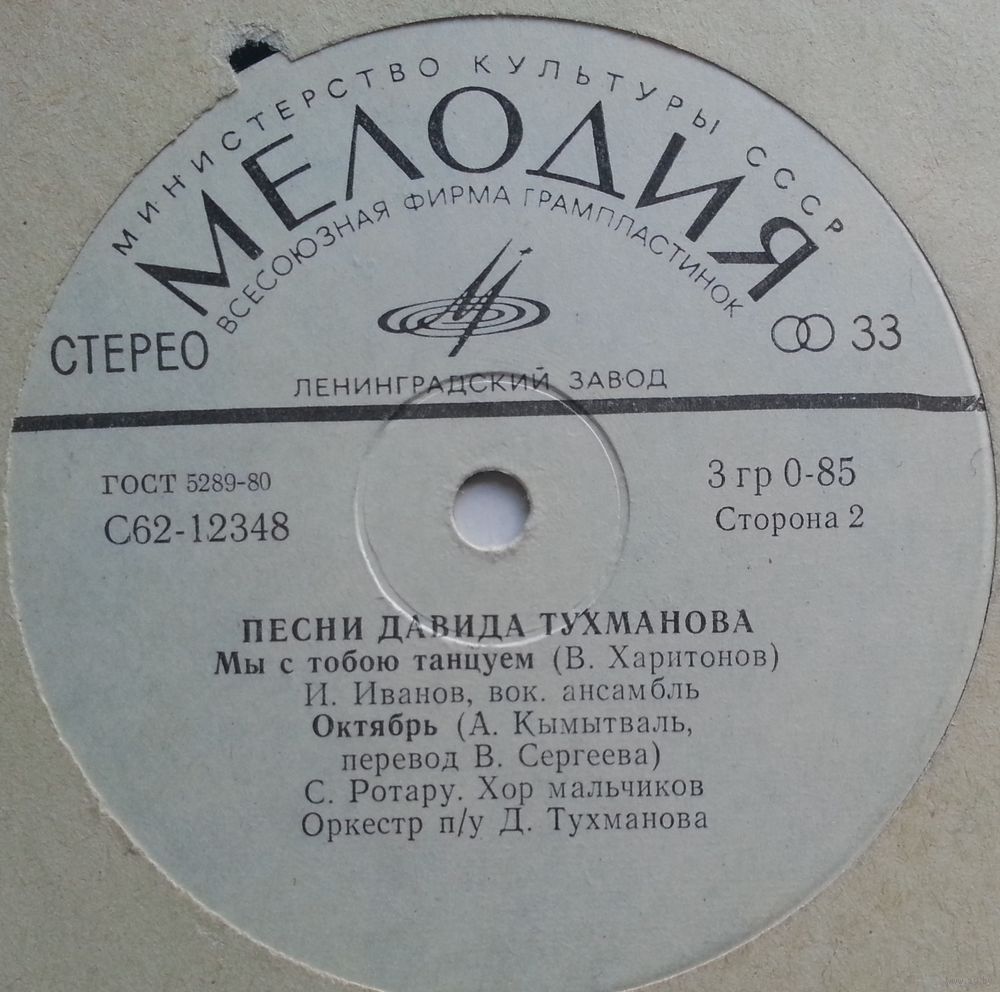 МИНИСТЕРСТВО КУЛЬТУРЫ СССР
МЕЛОДИЯ
ВСЕСОЮЗНАЯ ФИРМА ГРАМПЛАСТИНОК
СТЕРЕО
33
ЛЕНИНГРАДСКИЙ ЗАВОД
ГОСТ 5289-80
3 гр 0-85
С62-12348
Сторона 2
ПЕСНИ ДАВИДА ТУХМАНОВА
Мы с тобою танцуем (В. Харитонов)
И. Иванов, вок. ансамбль
Октябрь (А. Кымытваль,
перевод В. Сергеева)
С. Ротару. Хор мальчиков
Оркестр п/у Д. Тухманова